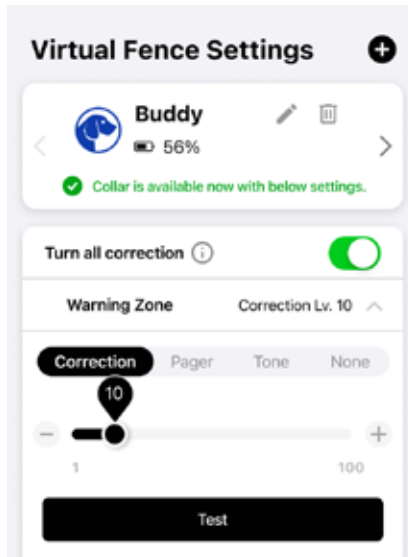 Virtual Fence Settings
Buddy
56%
Collar is available now with below settings.
Turn all correction
Warning Zone Correction Lv. 10
Correction Pager Tone None
10
1 100
Test